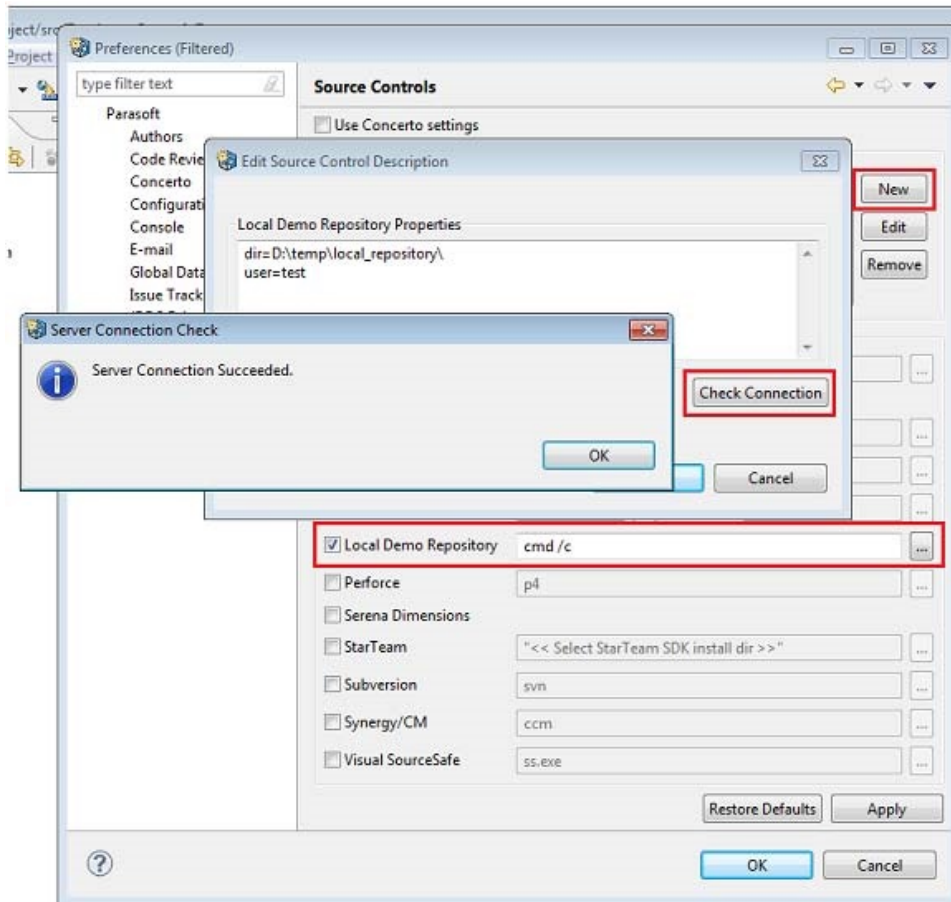 ject/src
Project
Preferences (Filtered)
type filter text
Source Controls
Parasoft
Authors
Code Revie
Concerto
Configurati
Console
E-mail
Global Data
Issue Track
Use Concerto settings
New
Edit
Remove
Edit Source Control Description
Local Demo Repository Properties
dir=D:\temp\local_repository\
user=test
Check Connection
Cancel
Server Connection Check
Server Connection Succeeded.
OK
Local Demo Repository cmd /c ...
Perforce p4 ...
Serena Dimensions
StarTeam "<< Select StarTeam SDK install dir >>" ...
Subversion svn ...
Synergy/CM ccm ...
Visual SourceSafe ss.exe ...
Restore Defaults Apply
? OK Cancel